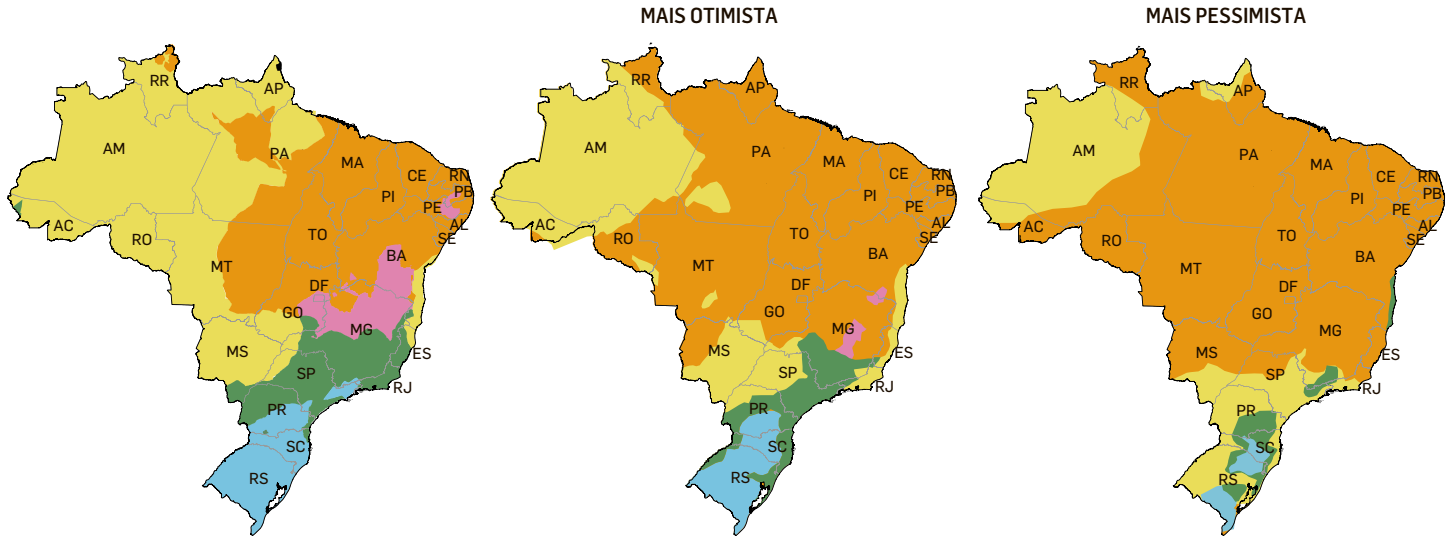 MAIS OTIMISTA
MAIS PESSIMISTA
RR
AP
AM
PA
MA
CE
RN
PB
PI
PE
AL
SE
AC
RO
TO
BA
MT
DF
GO
MG
MS
ES
SP
RJ
PR
SC
RS
RR
AP
AM
PA
MA
CE
RN
PB
PI
PE
AL
SE
AC
RO
TO
BA
MT
DF
GO
MG
MS
ES
SP
RJ
PR
SC
RS
RR
AP
AM
PA
MA
CE
RN
PB
PI
PE
AL
SE
AC
RO
TO
BA
MT
DF
GO
MG
MS
ES
SP
RJ
PR
SC
RS